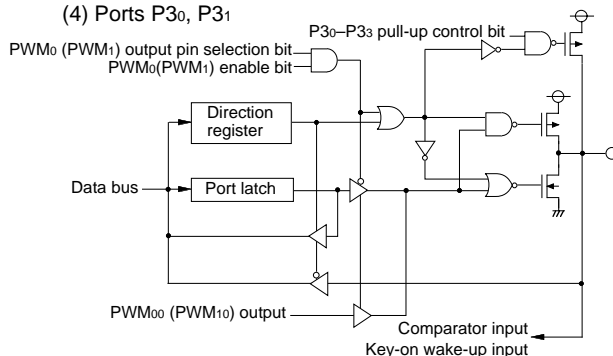 (4) Ports P3₀, P3₁
P3₀–P3₃ pull-up control bit
PWM₀ (PWM₁) output pin selection bit
PWM₀(PWM₁) enable bit
Direction
register
Data bus
Port latch
PWM₀₀ (PWM₁₀) output
Comparator input
Key-on wake-up input